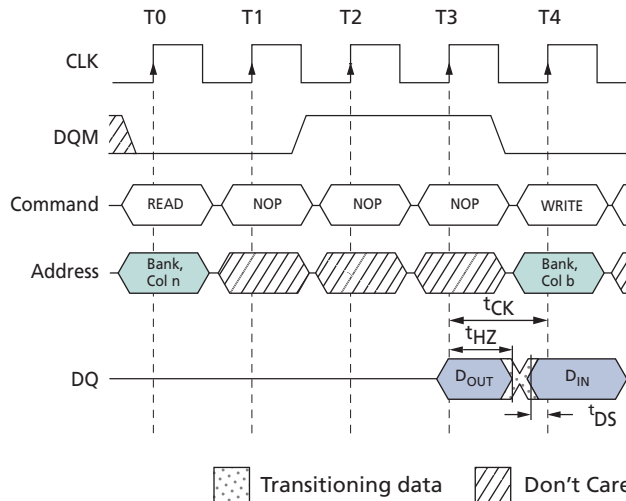 T0 T1 T2 T3 T4
CLK
DQM
Command READ NOP NOP NOP WRITE
Address Bank, Col n Bank, Col b
tCK
tHZ
DQ DOUT DIN
tDS
Transitioning data Don't Care